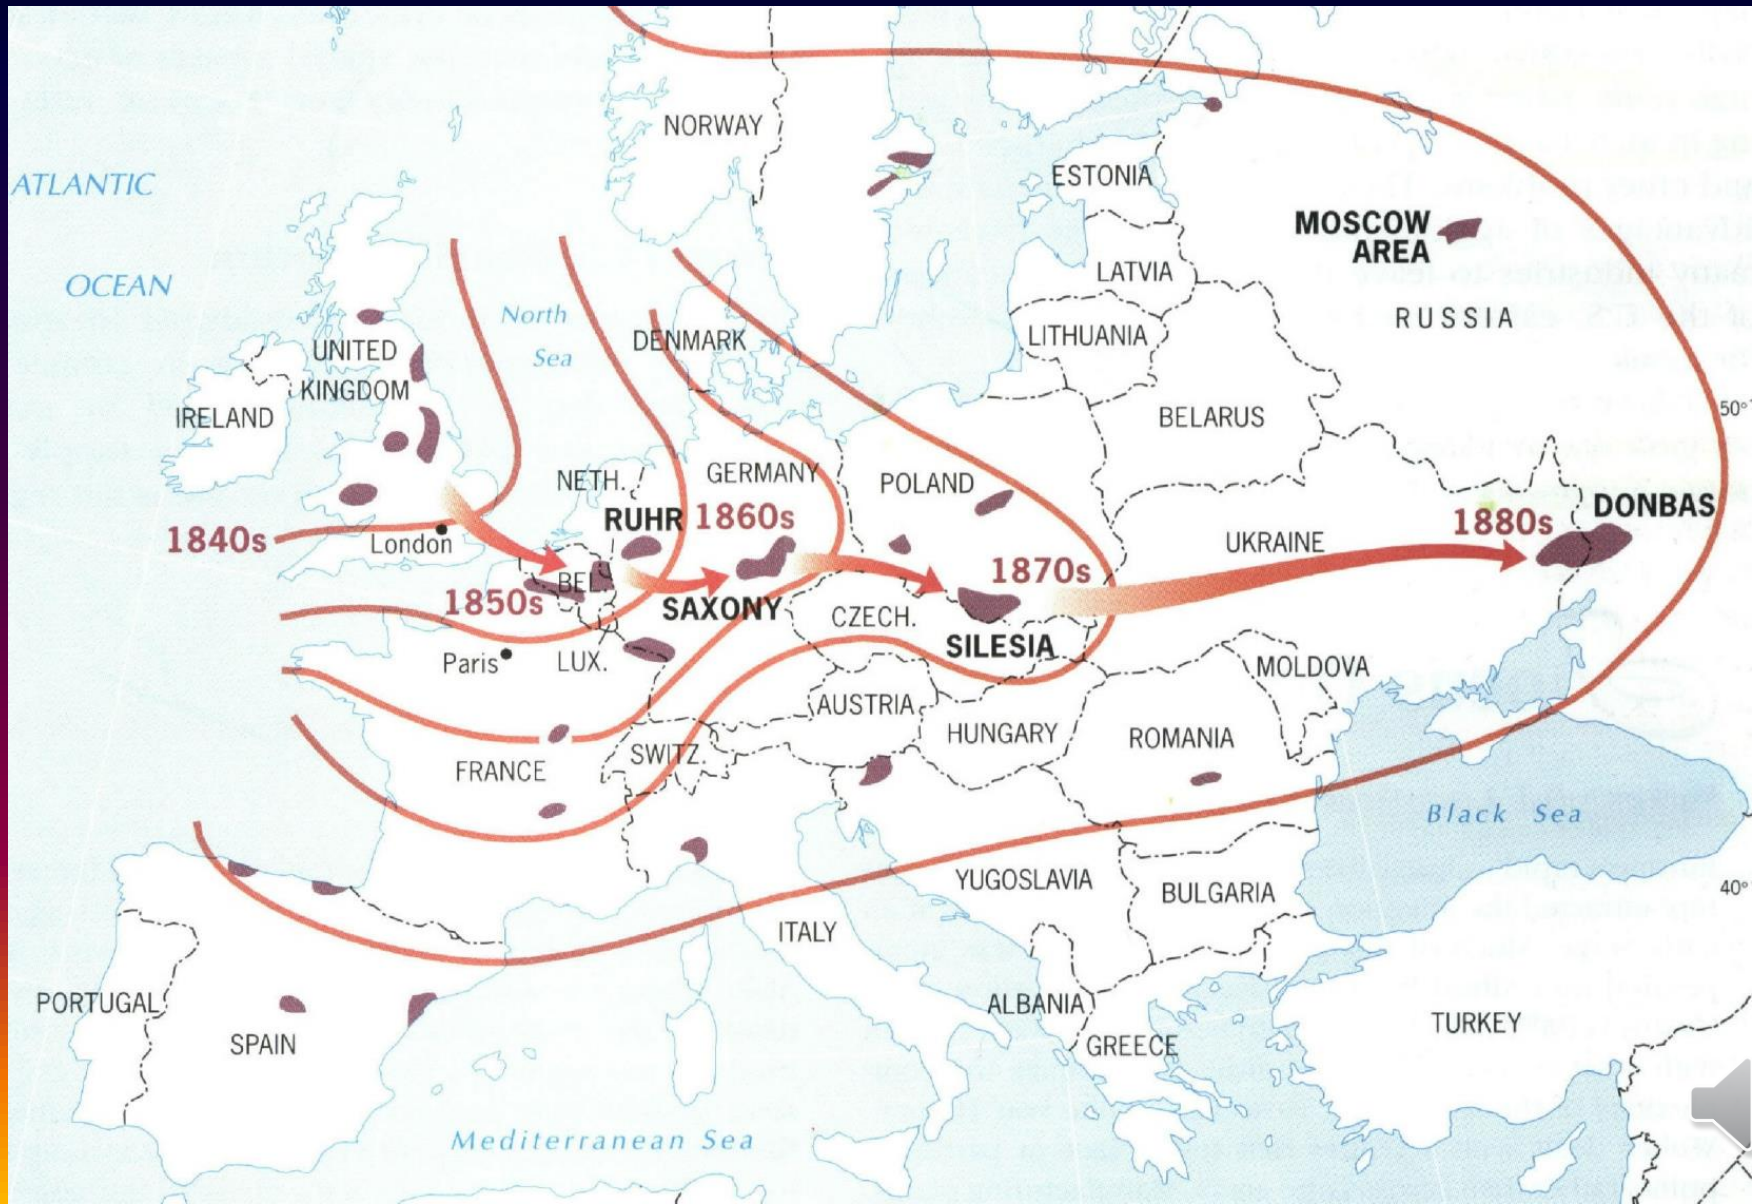 NORWAY
ATLANTIC
ESTONIA
MOSCOW
AREA
OCEAN
LATVIA
North
Sea
RUSSIA
LITHUANIA
DENMARK
UNITED
KINGDOM
IRELAND
50°
BELARUS
NETH.
GERMANY
POLAND
RUHR
1860s
DONBAS
1880s
1840s
London
UKRAINE
BEL.
1870s
1850s
SAXONY
CZECH.
SILESIA
Paris
LUX.
MOLDOVA
AUSTRIA
HUNGARY
ROMANIA
SWITZ.
FRANCE
Black Sea
YUGOSLAVIA
BULGARIA
40°
ITALY
PORTUGAL
SPAIN
ALBANIA
GREECE
TURKEY
Mediterranean Sea